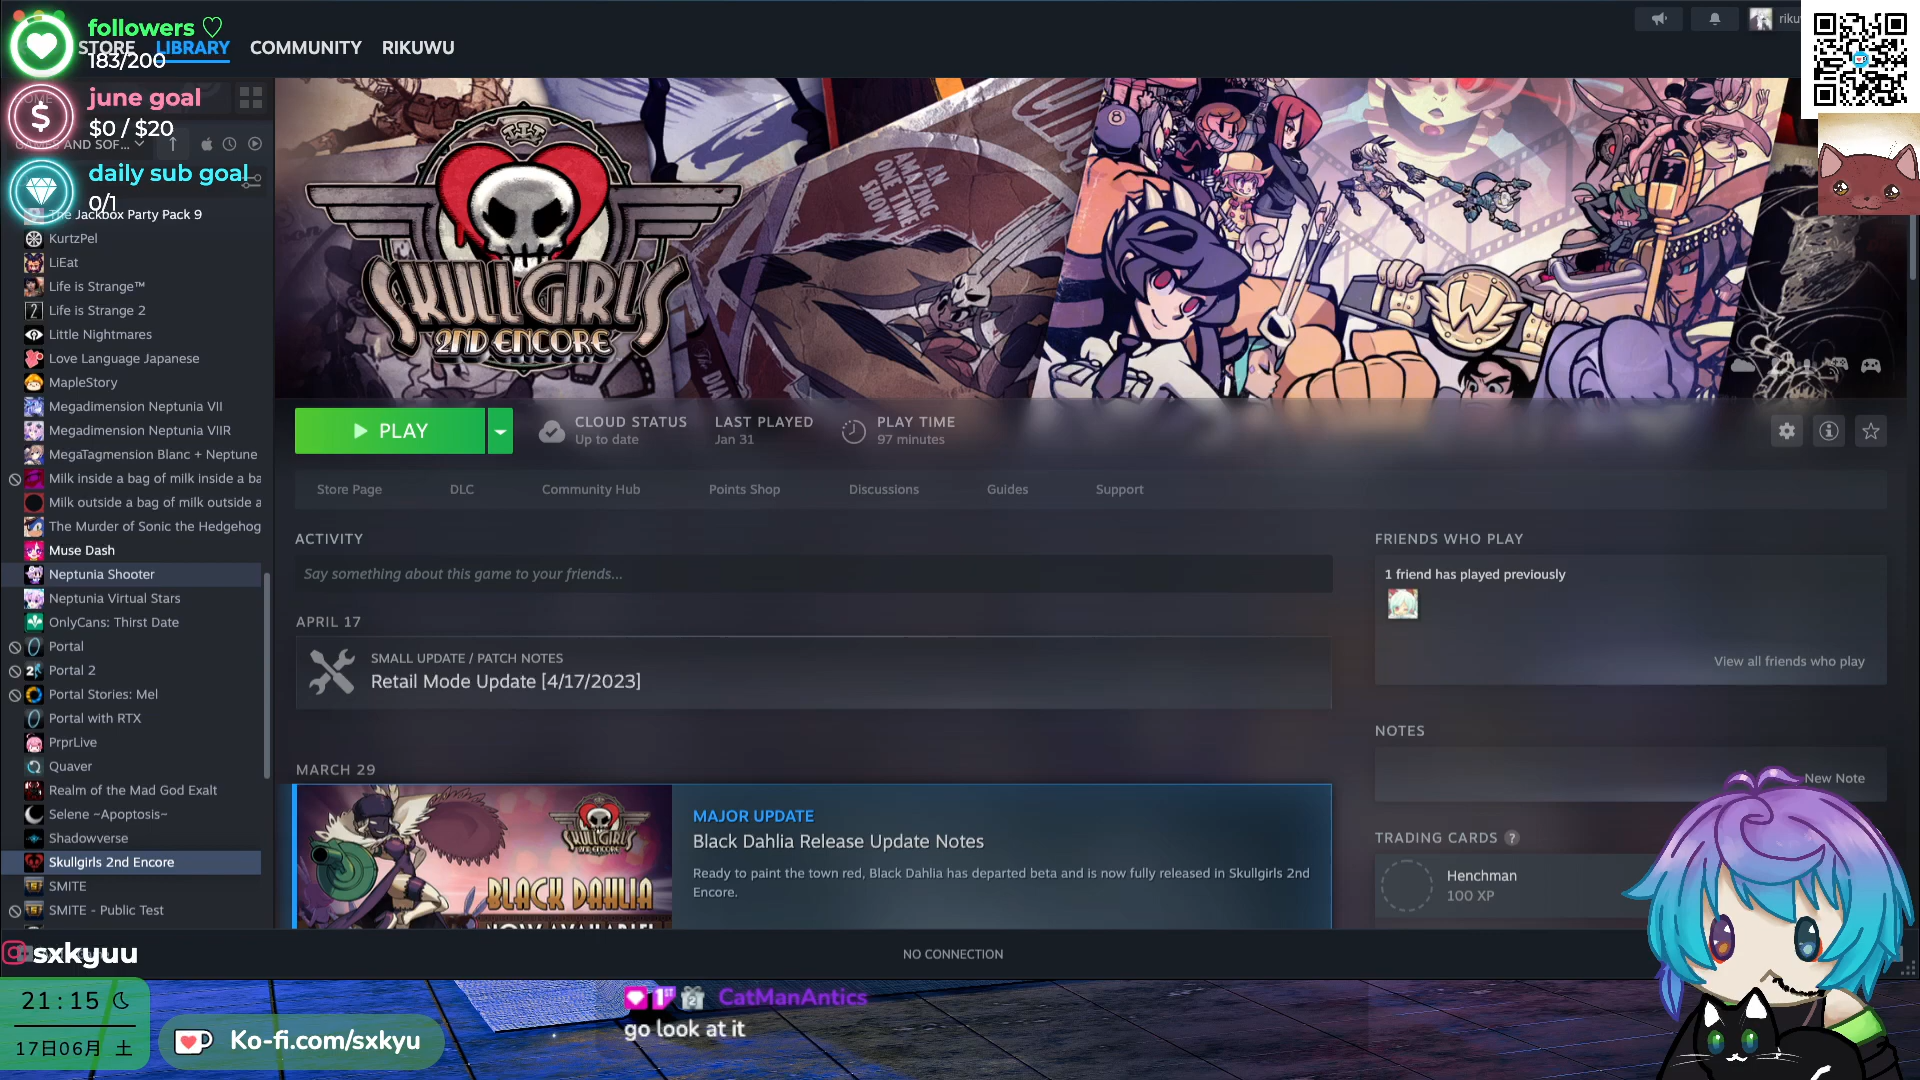 followers ♡
183/200
STORE LIBRARY COMMUNITY RIKUWU
june goal
$0 / $20
AND SOF...
daily sub goal
0/1
The Jackbox Party Pack 9
KurtzPel
LiEat
Life is Strange™
Life is Strange 2
Little Nightmares
Love Language Japanese
MapleStory
Megadimension Neptunia VII
Megadimension Neptunia VIIR
MegaTagmension Blanc + Neptune
Milk inside a bag of milk inside a ba
Milk outside a bag of milk outside a
The Murder of Sonic the Hedgehog
Muse Dash
Neptunia Shooter
Neptunia Virtual Stars
OnlyCans: Thirst Date
Portal
Portal 2
Portal Stories: Mel
Portal with RTX
PrprLive
Quaver
Realm of the Mad God Exalt
Selene ~Apoptosis~
Shadowverse
Skullgirls 2nd Encore
SMITE
SMITE - Public Test
sxkyuu
21:15
17日06月 土
Ko-fi.com/sxkyu
AN AMAZING ONE TIME SHOW
SKULLGIRLS
2ND ENCORE
8
W
PLAY
CLOUD STATUS
Up to date
LAST PLAYED
Jan 31
PLAY TIME
97 minutes
Store Page DLC Community Hub Points Shop Discussions Guides Support
ACTIVITY
Say something about this game to your friends...
APRIL 17
SMALL UPDATE / PATCH NOTES
Retail Mode Update [4/17/2023]
MARCH 29
SKULLGIRLS
BLACK DAHLIA
NOW AVAILABLE!
MAJOR UPDATE
Black Dahlia Release Update Notes
Ready to paint the town red, Black Dahlia has departed beta and is now fully released in Skullgirls 2nd
Encore.
FRIENDS WHO PLAY
1 friend has played previously
View all friends who play
NOTES
New Note
TRADING CARDS ?
Henchman
100 XP
NO CONNECTION
CatManAntics
go look at it